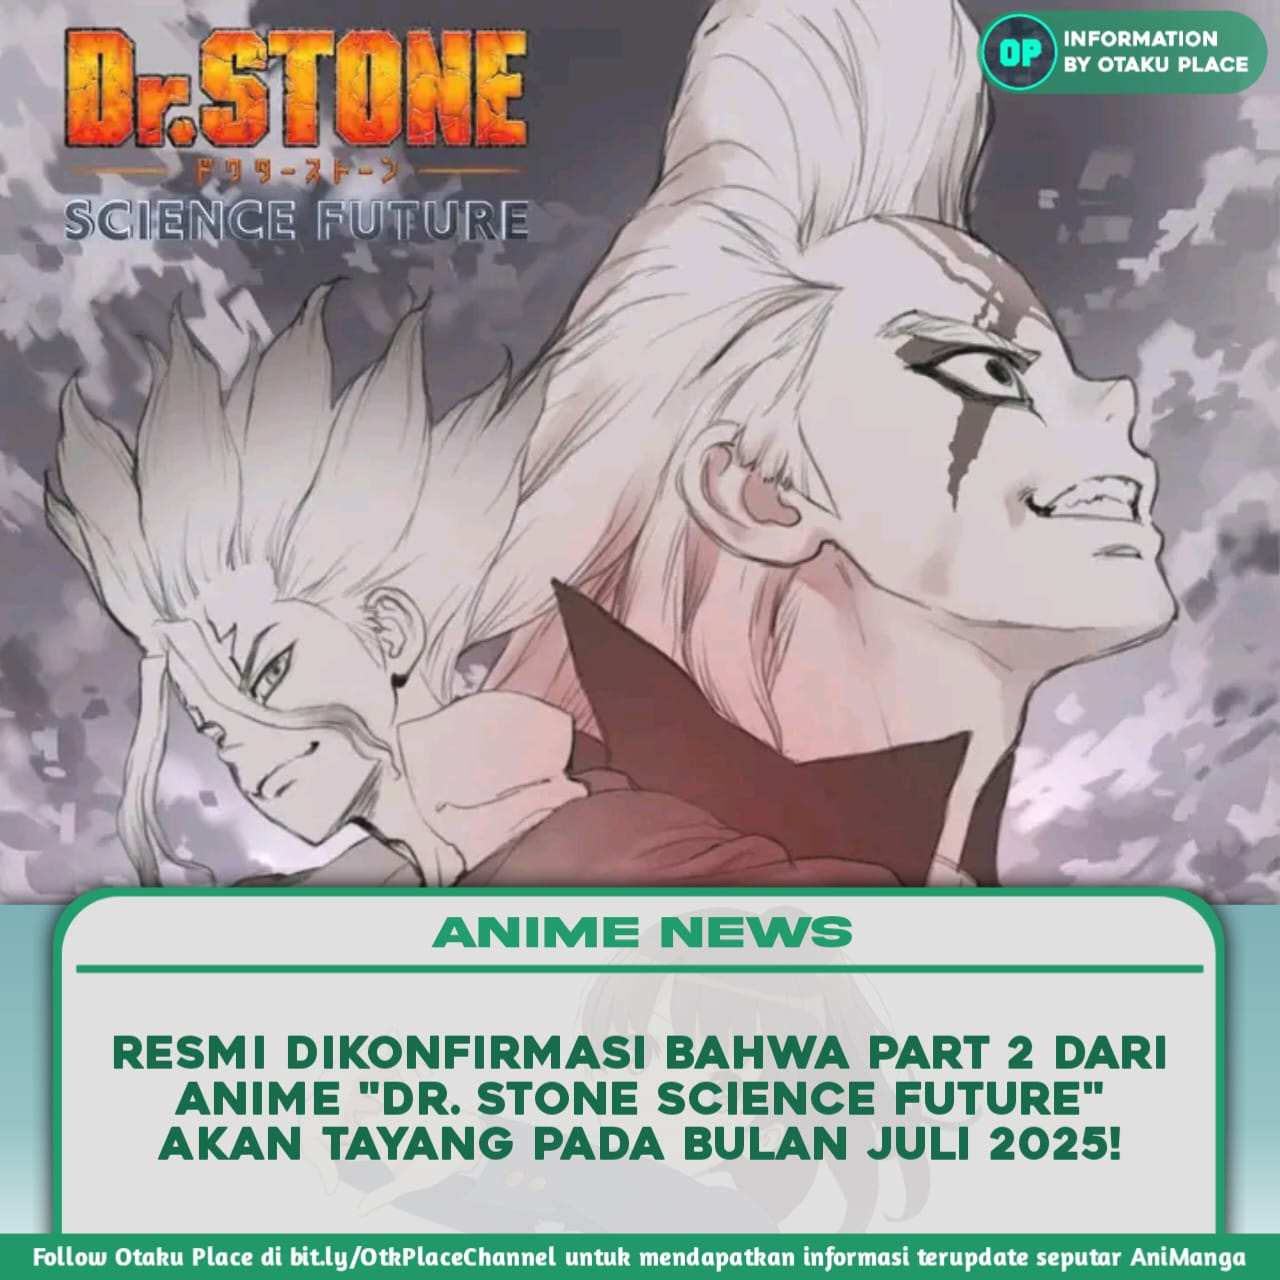 Dr.STONE
ドクターストーン
SCIENCE FUTURE
OP
INFORMATION
BY OTAKU PLACE
ANIME NEWS
RESMI DIKONFIRMASI BAHWA PART 2 DARI
ANIME "DR. STONE SCIENCE FUTURE"
AKAN TAYANG PADA BULAN JULI 2025!
Follow Otaku Place di bit.ly/OtkPlaceChannel untuk mendapatkan informasi terupdate seputar AniManga